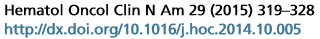 Hematol Oncol Clin N Am 29 (2015) 319–328
http://dx.doi.org/10.1016/j.hoc.2014.10.005